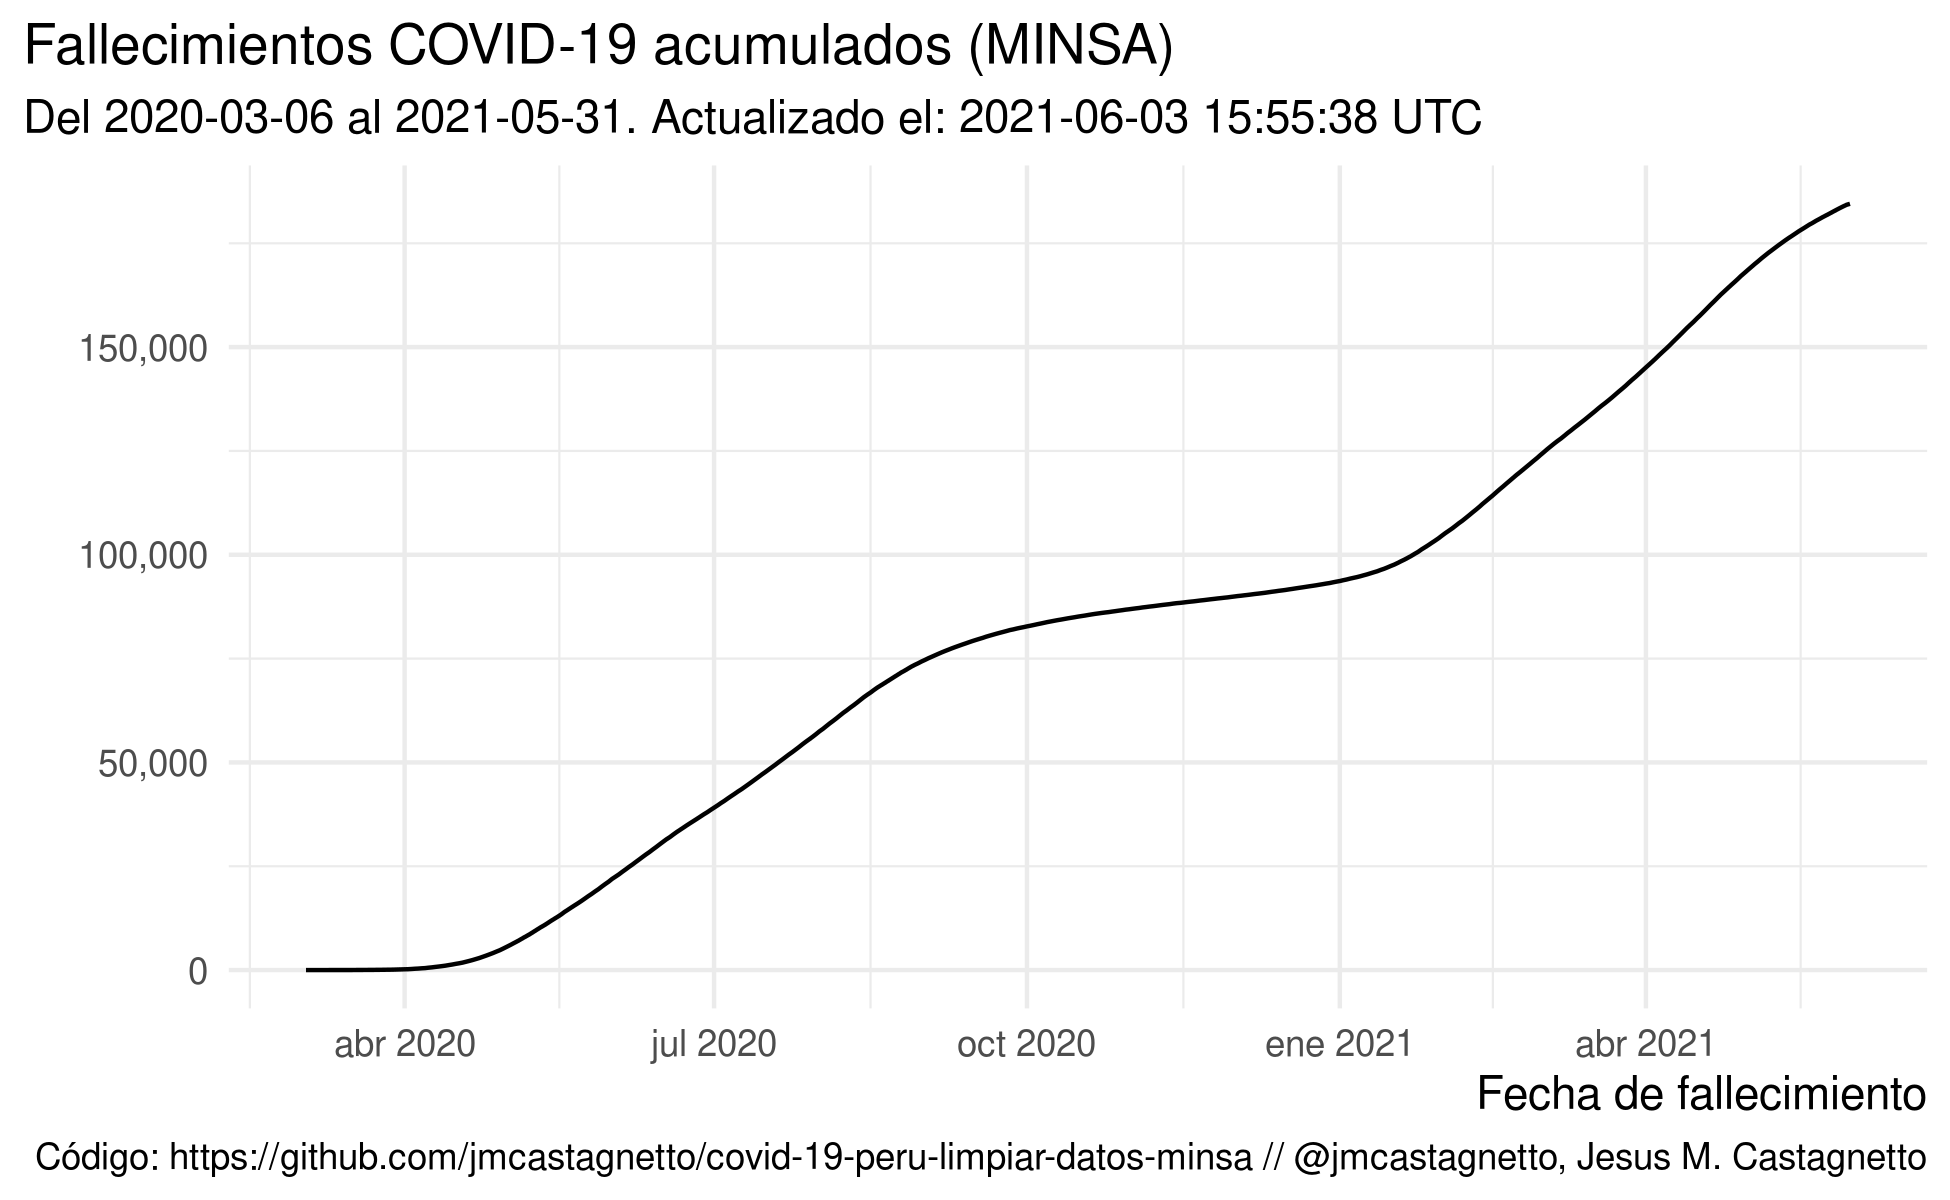 Fallecimientos COVID-19 acumulados (MINSA)
Del 2020-03-06 al 2021-05-31. Actualizado el: 2021-06-03 15:55:38 UTC
150,000
100,000
50,000
0
abr 2020 jul 2020 oct 2020 ene 2021 abr 2021
Fecha de fallecimiento
Código: https://github.com/jmcastagnetto/covid-19-peru-limpiar-datos-minsa // @jmcastagnetto, Jesus M. Castagnetto